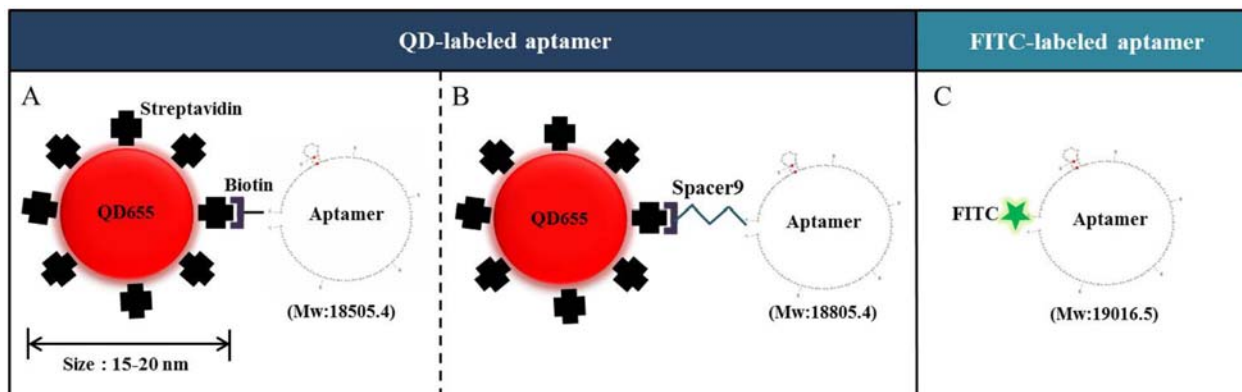 QD-labeled aptamer
FITC-labeled aptamer
A
Streptavidin
QD655
Biotin
Aptamer
(Mw:18505.4)
Size : 15-20 nm
B
QD655
Spacer9
Aptamer
(Mw:18805.4)
C
FITC
Aptamer
(Mw:19016.5)